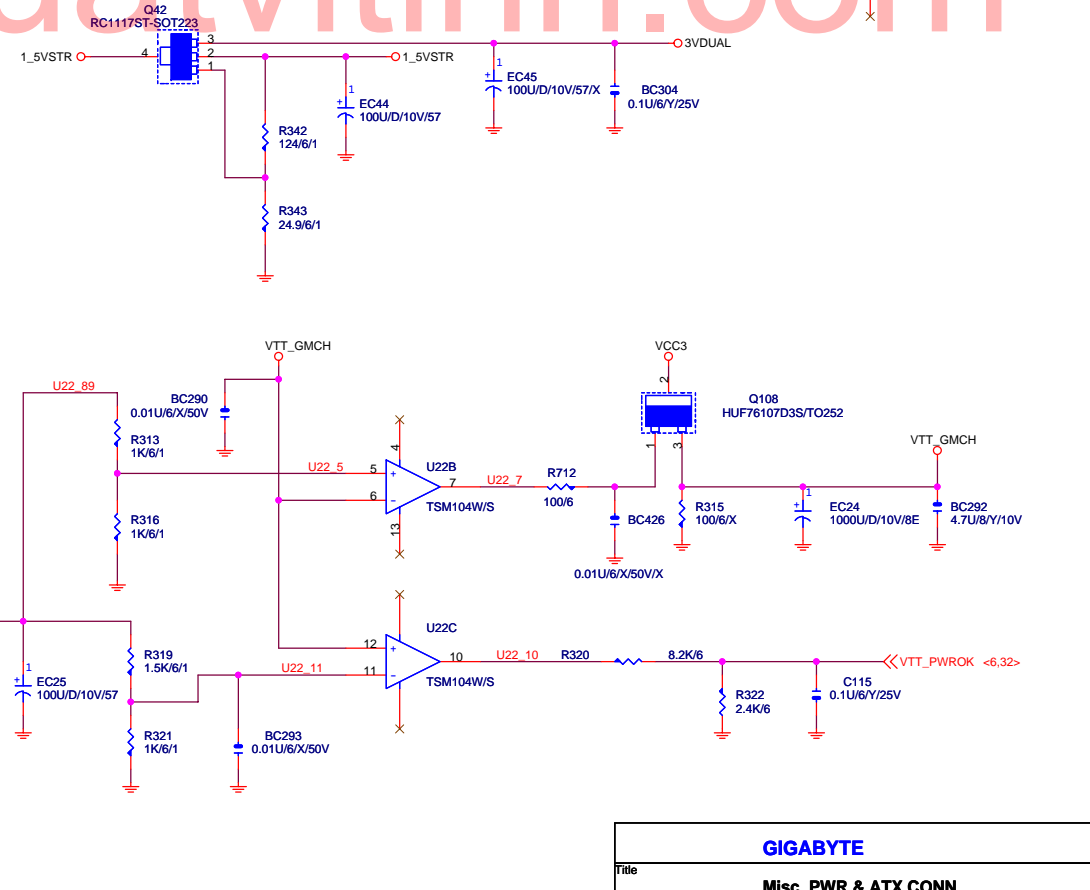 datvitinh.com
Q42
RC1117ST-SOT223
1_5VSTR
4
3
2
1
1_5VSTR
3VDUAL
1
EC44
100U/D/10V/57
1
EC45
100U/D/10V/57/X
BC304
0.1U/6/Y/25V
R342
124/6/1
R343
24.9/6/1
VTT_GMCH
VCC3
U22_89
BC290
0.01U/6/X/50V
2
Q108
HUF76107D3S/TO252
1
3
VTT_GMCH
R313
1K/6/1
U22_5
5
+
6
-
4
13
U22B
7
TSM104W/S
U22_7
R712
100/6
BC426
0.01U/6/X/50V/X
R315
100/6/X
1
EC24
1000U/D/10V/8E
BC292
4.7U/8/Y/10V
R316
1K/6/1
1
EC25
100U/D/10V/57
R319
1.5K/6/1
R321
1K/6/1
U22_11
BC293
0.01U/6/X/50V
12
+
11
-
U22C
10
TSM104W/S
U22_10
R320
8.2K/6
R322
2.4K/6
C115
0.1U/6/Y/25V
VTT_PWROK <6,32>
GIGABYTE
Title
Misc. PWR & ATX CONN